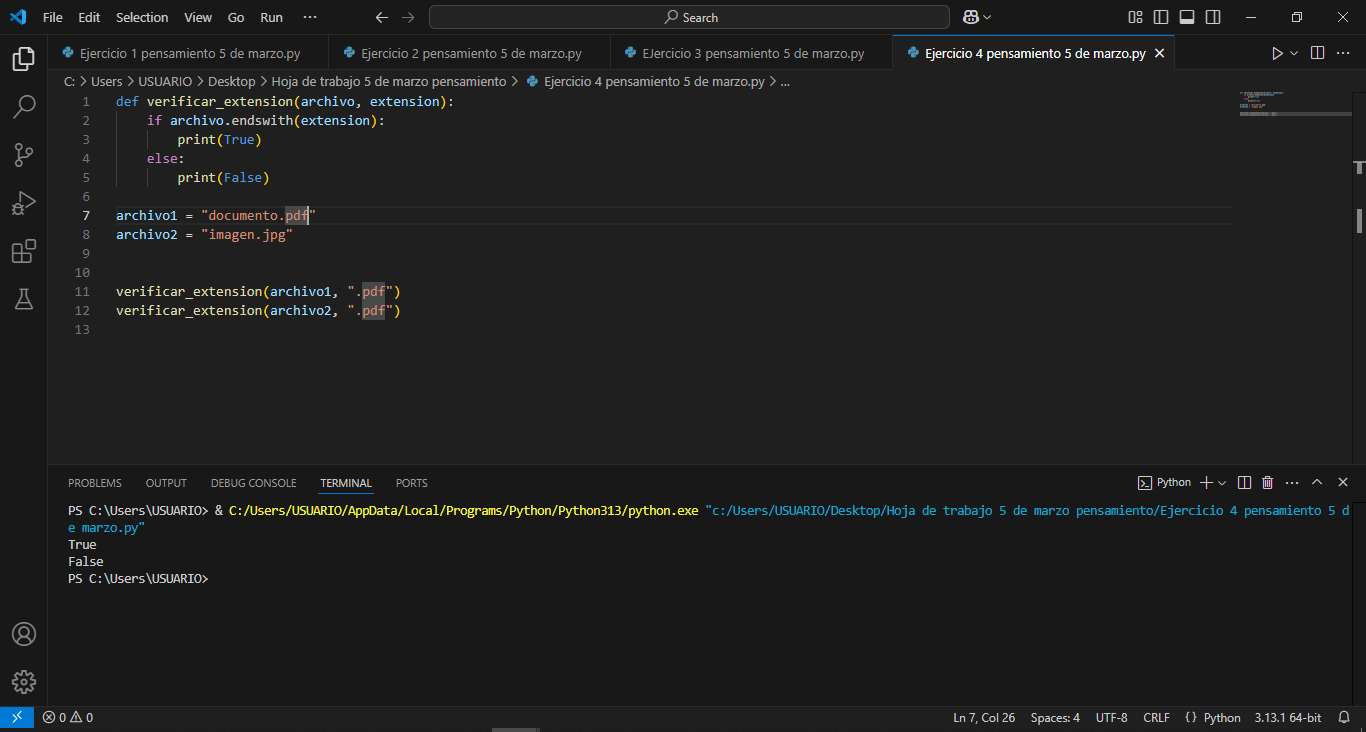 File Edit Selection View Go Run ··· Search
Ejercicio 1 pensamiento 5 de marzo.py Ejercicio 2 pensamiento 5 de marzo.py EJercicio 3 pensamiento 5 de marzo.py Ejercicio 4 pensamiento 5 de marzo.py
C: > Users > USUARIO > Desktop > Hoja de trabajo 5 de marzo pensamiento > Ejercicio 4 pensamiento 5 de marzo.py > ...
1 def verificar_extension(archivo, extension):
2     if archivo.endswith(extension):
3         print(True)
4     else:
5         print(False)
6
7 archivo1 = "documento.pdf"
8 archivo2 = "imagen.jpg"
9
10
11 verificar_extension(archivo1, ".pdf")
12 verificar_extension(archivo2, ".pdf")
13
PROBLEMS OUTPUT DEBUG CONSOLE TERMINAL PORTS Python
PS C:\Users\USUARIO> & C:/Users/USUARIO/AppData/Local/Programs/Python/Python313/python.exe "c:/Users/USUARIO/Desktop/Hoja de trabajo 5 de marzo pensamiento/Ejercicio 4 pensamiento 5 d
e marzo.py"
True
False
PS C:\Users\USUARIO>
0 0 Ln 7, Col 26 Spaces: 4 UTF-8 CRLF {} Python 3.13.1 64-bit